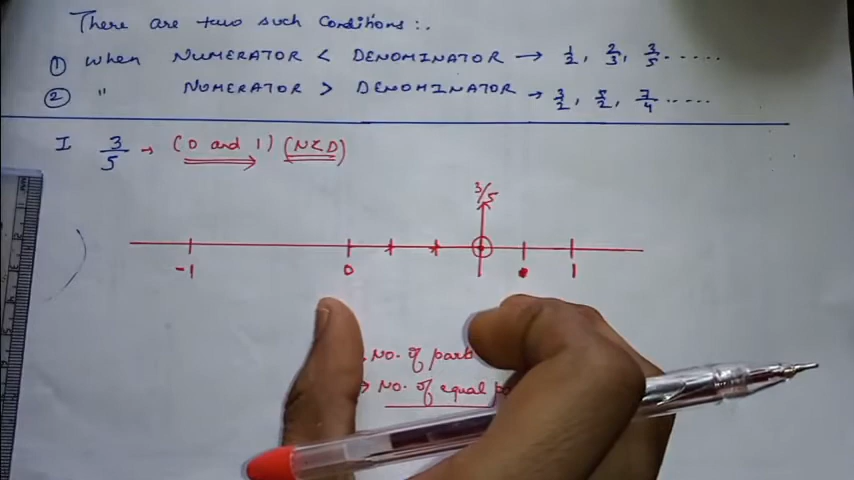 There are two such Conditions:.
① When NUMERATOR < DENOMINATOR → 1/2, 2/3, 3/5 .....
② " NUMERATOR > DENOMINATOR → 3/2, 5/2, 7/4 .....
I 3/5 → (0 and 1) (N<D)
3/5
-1 0 1
No. of parts
→ No. of equal